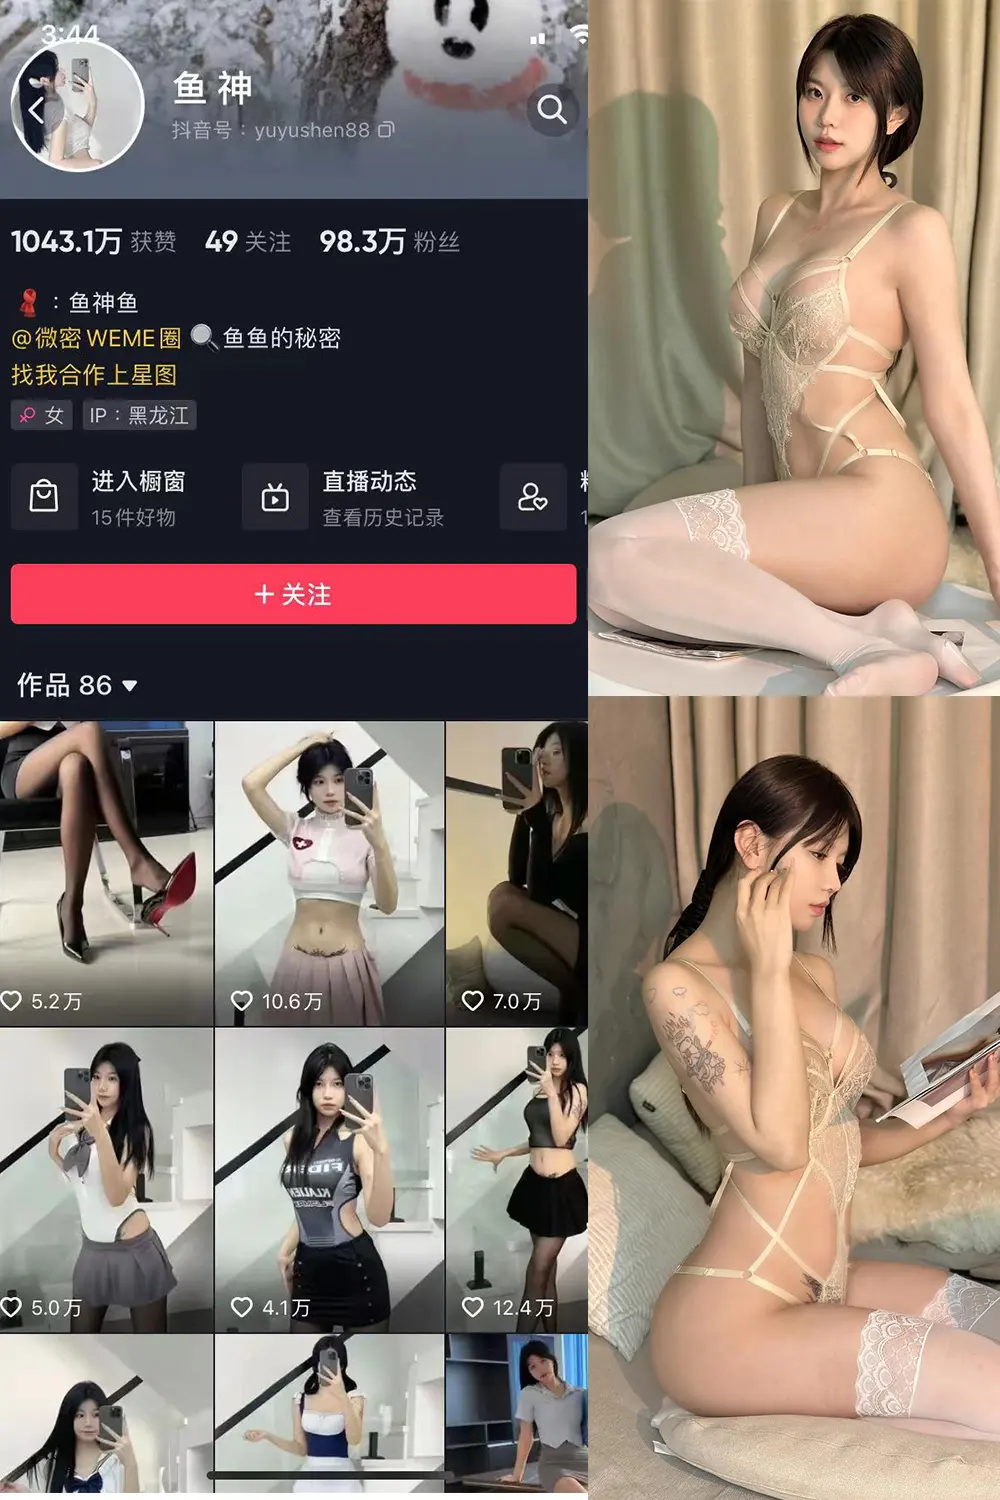 3:44
鱼 神
抖音号：yuyushen88
1043.1万 获赞 49 关注 98.3万 粉丝
：鱼神鱼
@微密 WEME圈 🔍鱼鱼的秘密
找我合作上星图
女 IP：黑龙江
进入橱窗 直播动态
15件好物 查看历史记录
+ 关注
作品 86
5.2万 10.6万 7.0万
5.0万 4.1万 12.4万